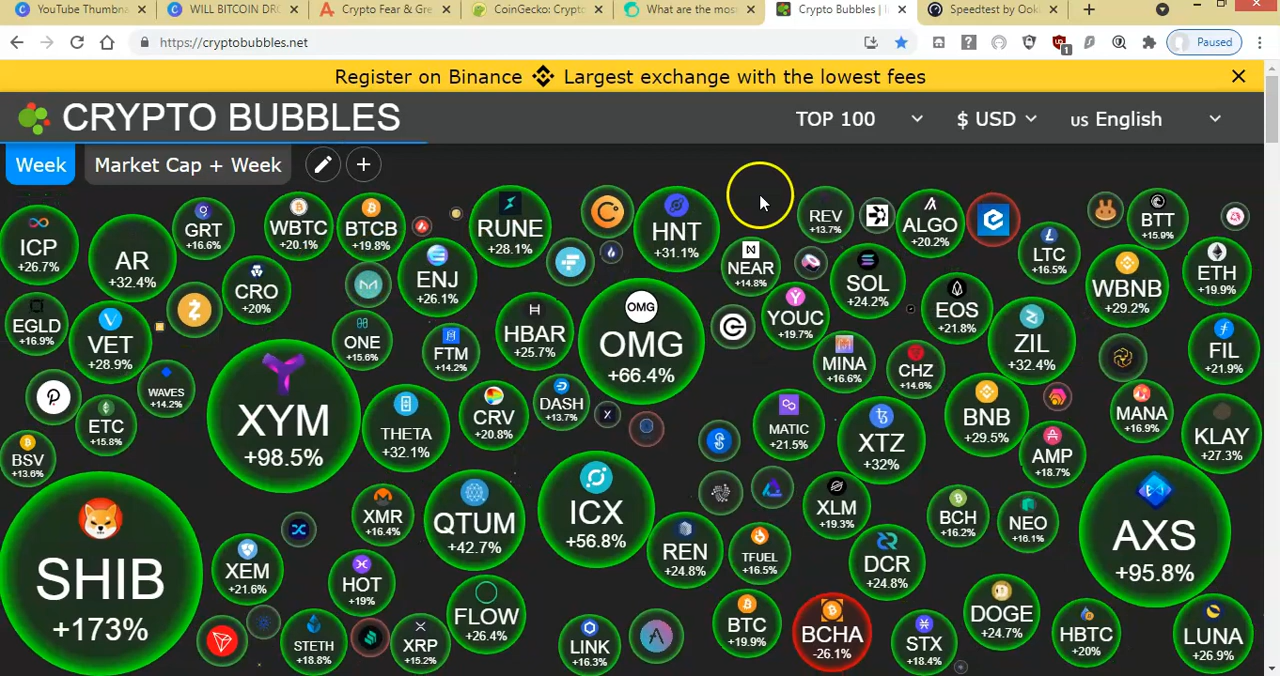 YouTube Thumbna
WILL BITCOIN DR
Crypto Fear & Gre
CoinGecko: Crypto
What are the mos
Crypto Bubbles | In
Speedtest by Ook
https://cryptobubbles.net
1
Paused
Register on Binance Largest exchange with the lowest fees
CRYPTO BUBBLES
TOP 100
$ USD
us English
Week
Market Cap + Week
ICP
+26.7%
AR
+32.4%
GRT
+16.6%
WBTC
+20.1%
BTCB
+19.8%
RUNE
+28.1%
HNT
+31.1%
REV
+13.7%
ALGO
+20.2%
LTC
+16.5%
BTT
+15.9%
ETH
+19.9%
CRO
+20%
ENJ
+26.1%
NEAR
+14.8%
SOL
+24.2%
WBNB
+29.2%
EGLD
+16.9%
VET
+28.9%
ONE
+15.6%
FTM
+14.2%
HBAR
+25.7%
OMG
OMG
+66.4%
YOUC
+19.7%
EOS
+21.8%
ZIL
+32.4%
FIL
+21.9%
WAVES
+14.2%
MINA
+16.6%
CHZ
+14.6%
ETC
+15.8%
XYM
+98.5%
THETA
+32.1%
CRV
+20.8%
DASH
+13.7%
MATIC
+21.5%
XTZ
+32%
BNB
+29.5%
MANA
+16.9%
KLAY
+27.3%
BSV
+13.6%
AMP
+18.7%
SHIB
+173%
XMR
+16.4%
QTUM
+42.7%
ICX
+56.8%
XLM
+19.3%
BCH
+16.2%
NEO
+16.1%
AXS
+95.8%
XEM
+21.6%
HOT
+19%
REN
+24.8%
TFUEL
+16.5%
DCR
+24.8%
FLOW
+26.4%
STETH
+18.8%
XRP
+15.2%
LINK
+16.3%
BTC
+19.9%
BCHA
-26.1%
STX
+18.4%
DOGE
+24.7%
HBTC
+20%
LUNA
+26.9%